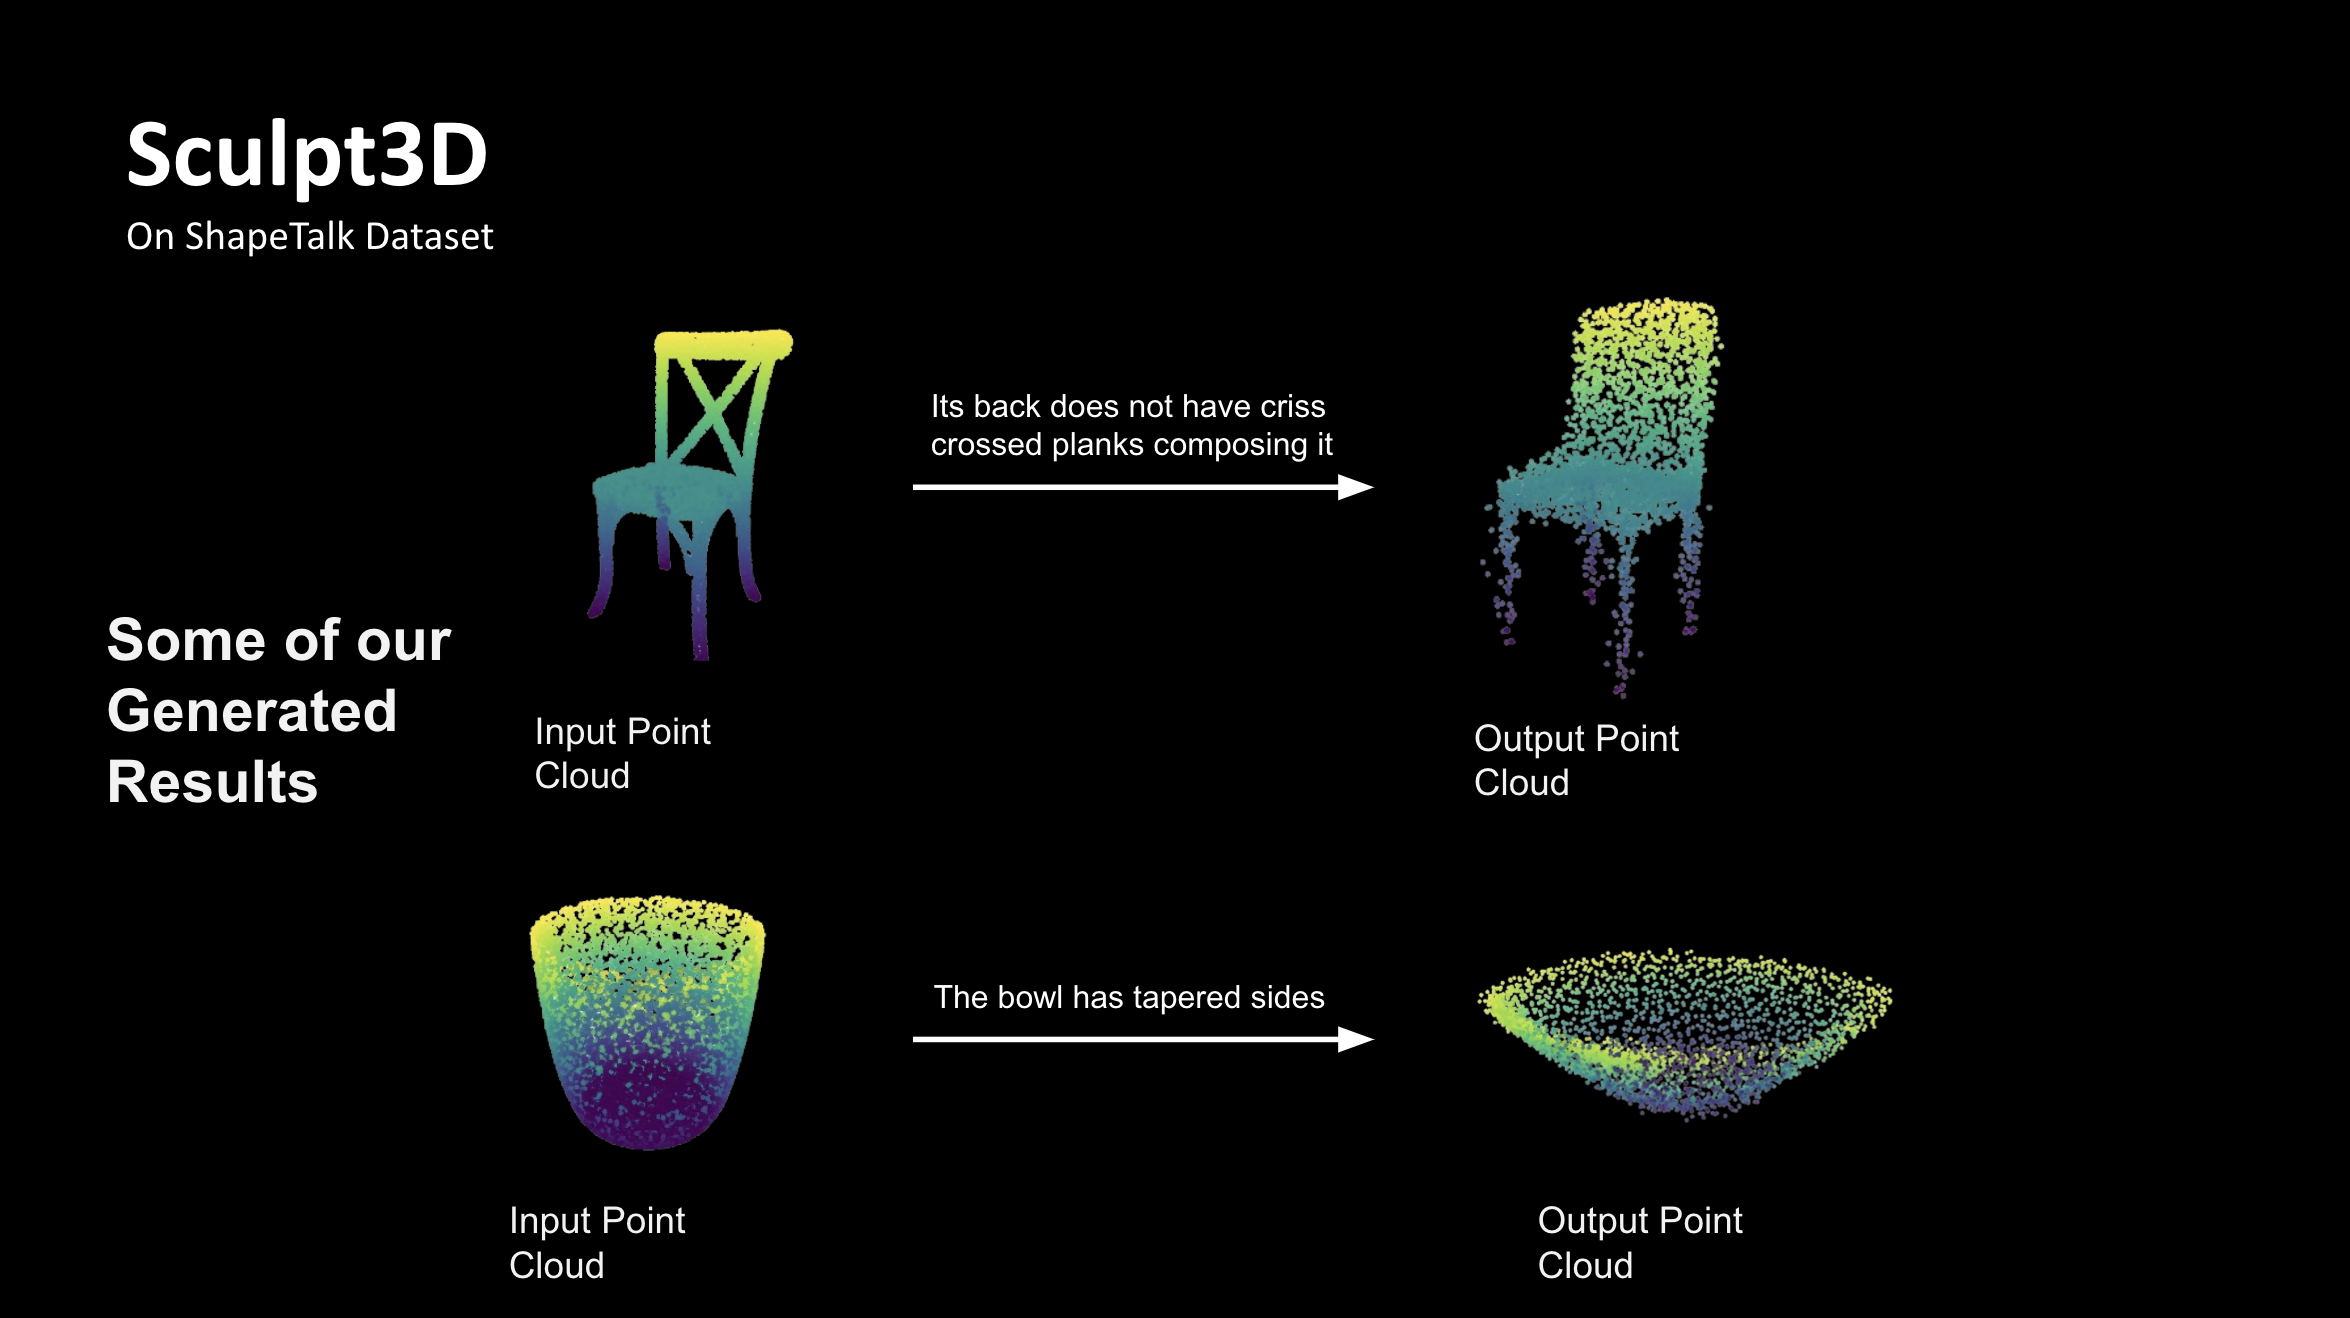 Sculpt3D
On ShapeTalk Dataset
Its back does not have criss
crossed planks composing it
Some of our
Generated
Results
Input Point
Cloud
Output Point
Cloud
The bowl has tapered sides
Input Point
Cloud
Output Point
Cloud